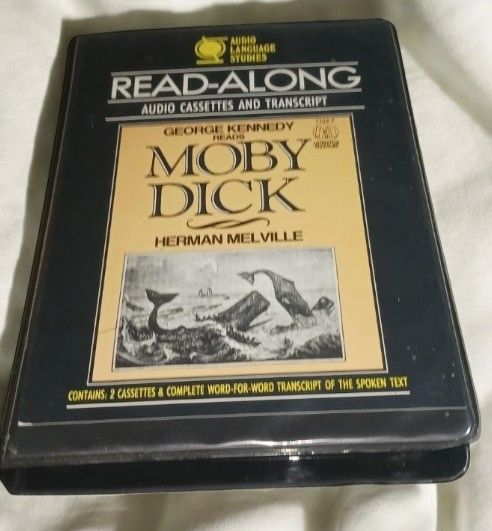 AUDIO
LANGUAGE
STUDIES
READ-ALONG
AUDIO CASSETTES AND TRANSCRIPT
GEORGE KENNEDY
READS
MOBY
DICK
HERMAN MELVILLE
CONTAINS: 2 CASSETTES & COMPLETE WORD-FOR-WORD TRANSCRIPT OF THE SPOKEN TEXT